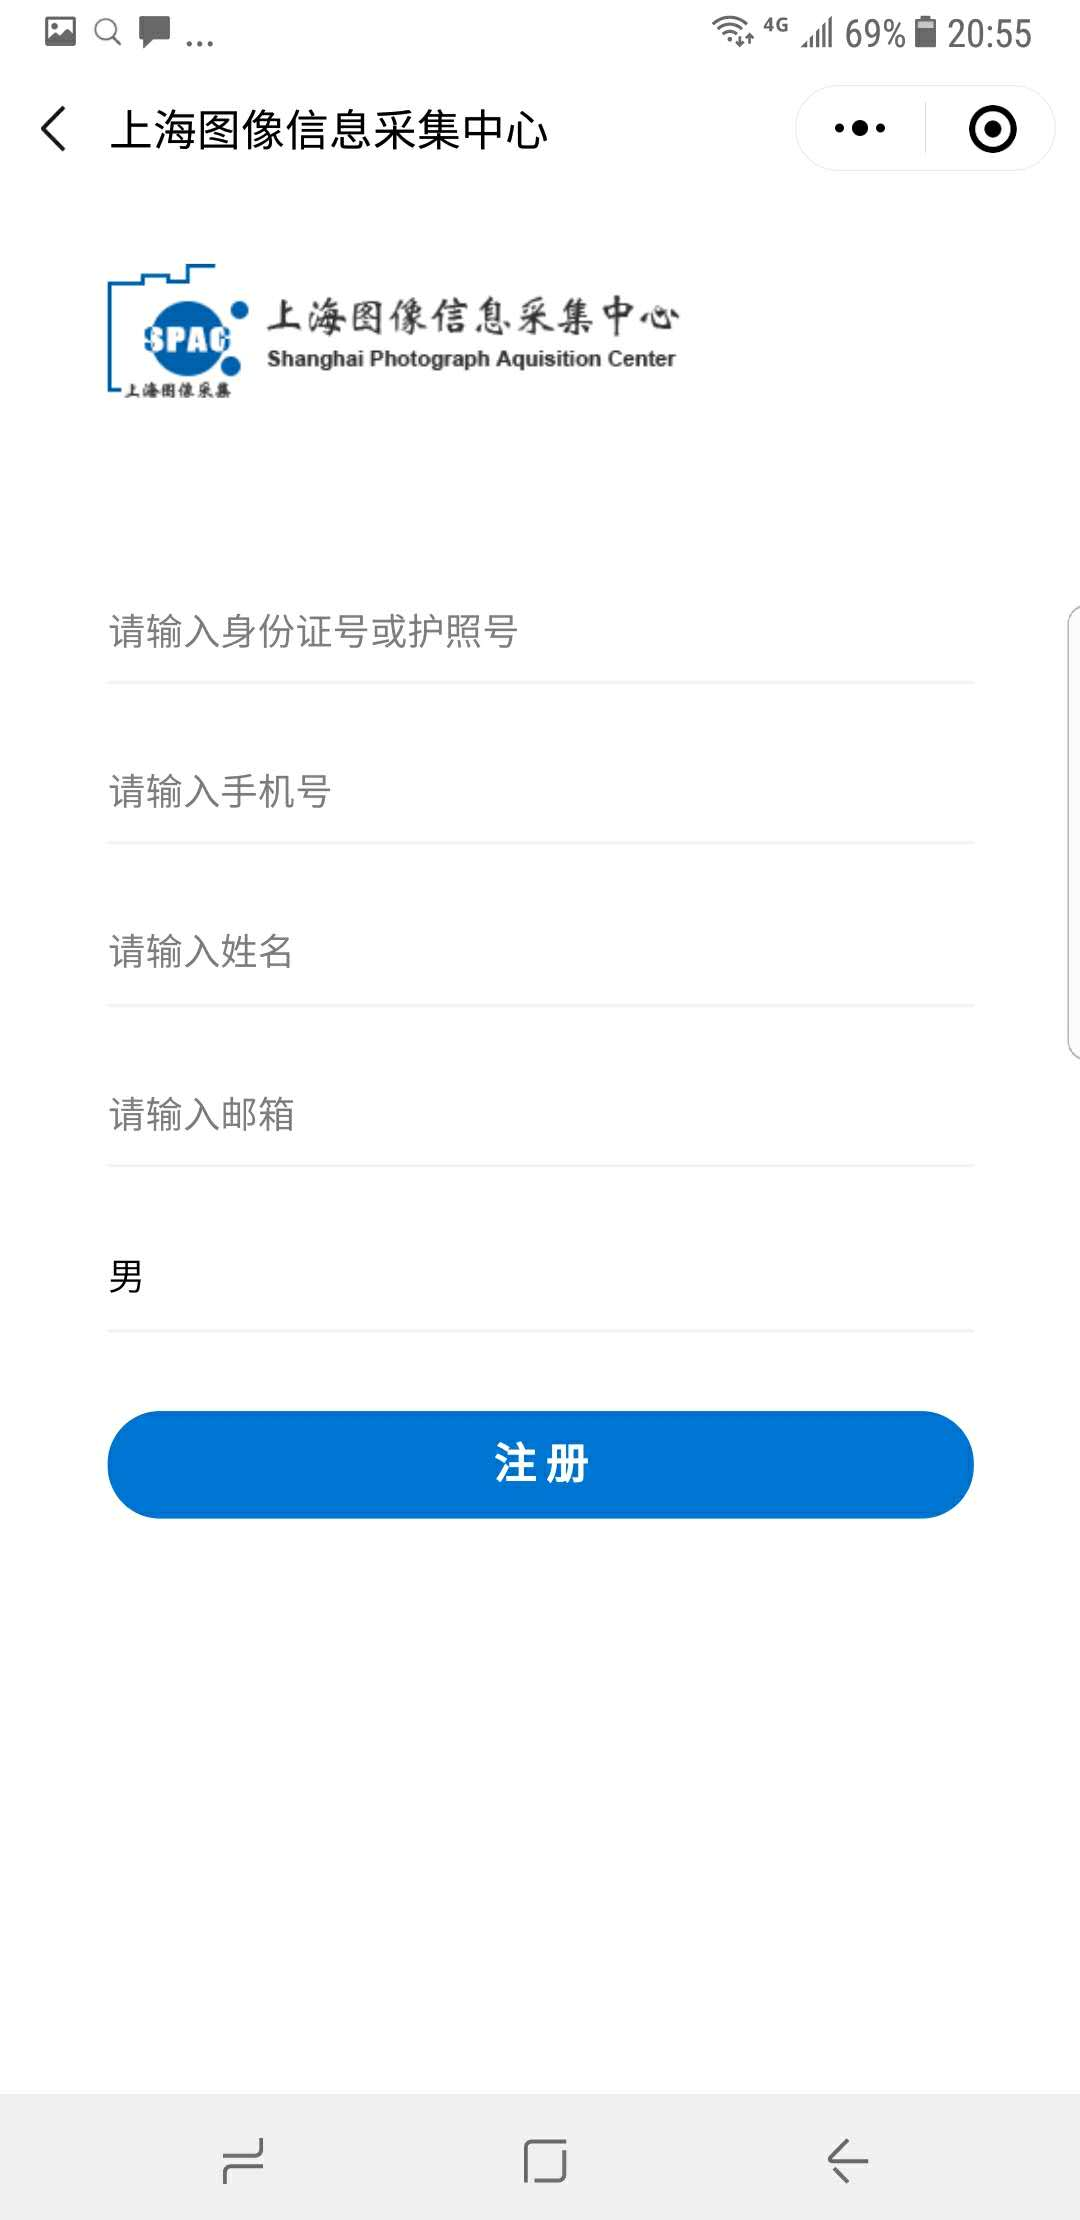 ... 4G 69% 20:55
上海图像信息采集中心
SPAC
上海图像采集
上海图像信息采集中心
Shanghai Photograph Aquisition Center
请输入身份证号或护照号
请输入手机号
请输入姓名
请输入邮箱
男
注册